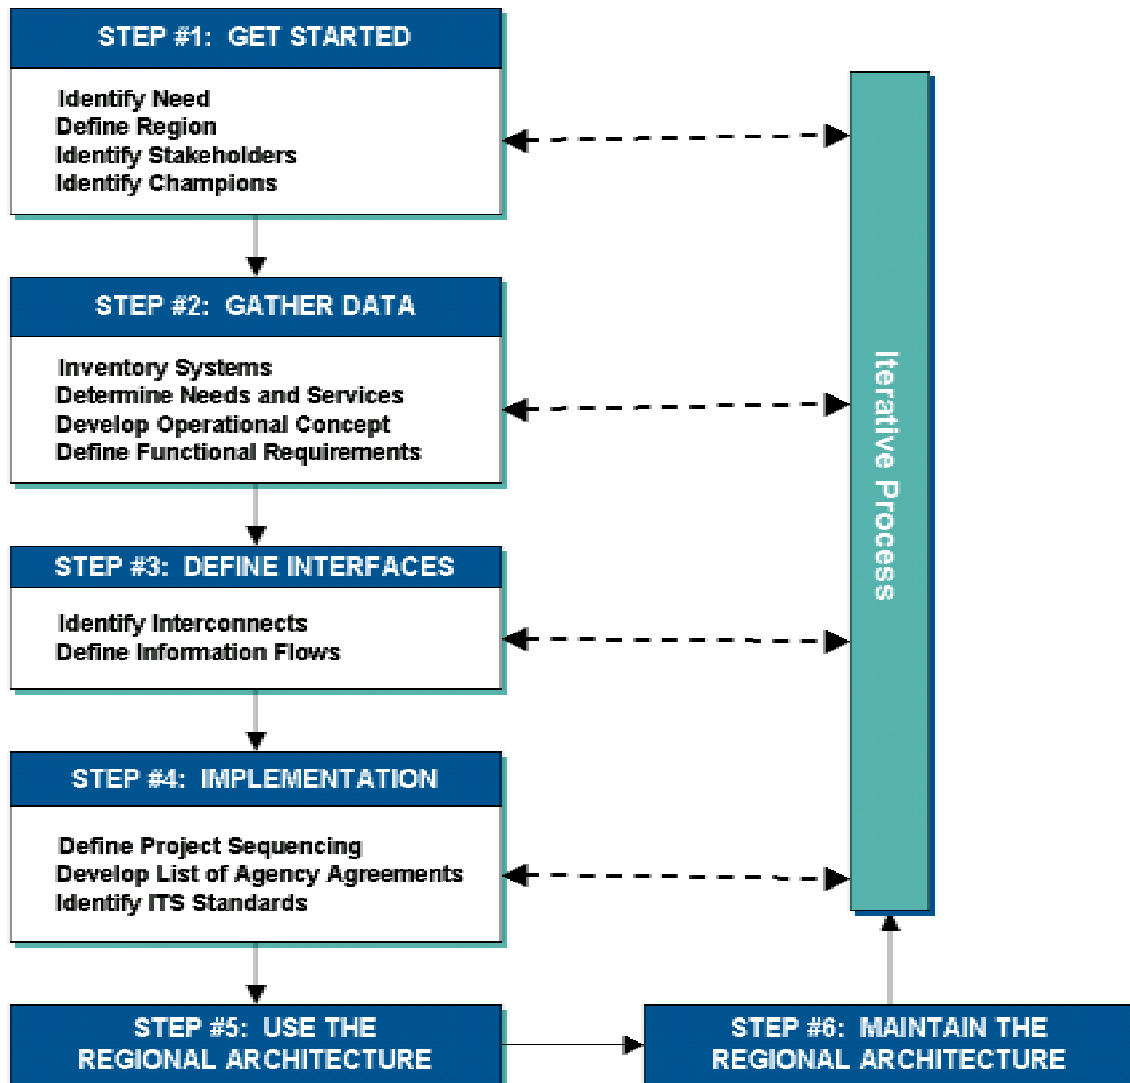 STEP #1: GET STARTED
Identify Need
Define Region
Identify Stakeholders
Identify Champions
STEP #2: GATHER DATA
Inventory Systems
Determine Needs and Services
Develop Operational Concept
Define Functional Requirements
STEP #3: DEFINE INTERFACES
Identify Interconnects
Define Information Flows
STEP #4: IMPLEMENTATION
Define Project Sequencing
Develop List of Agency Agreements
Identify ITS Standards
STEP #5: USE THE
REGIONAL ARCHITECTURE
STEP #6: MAINTAIN THE
REGIONAL ARCHITECTURE
Iterative Process